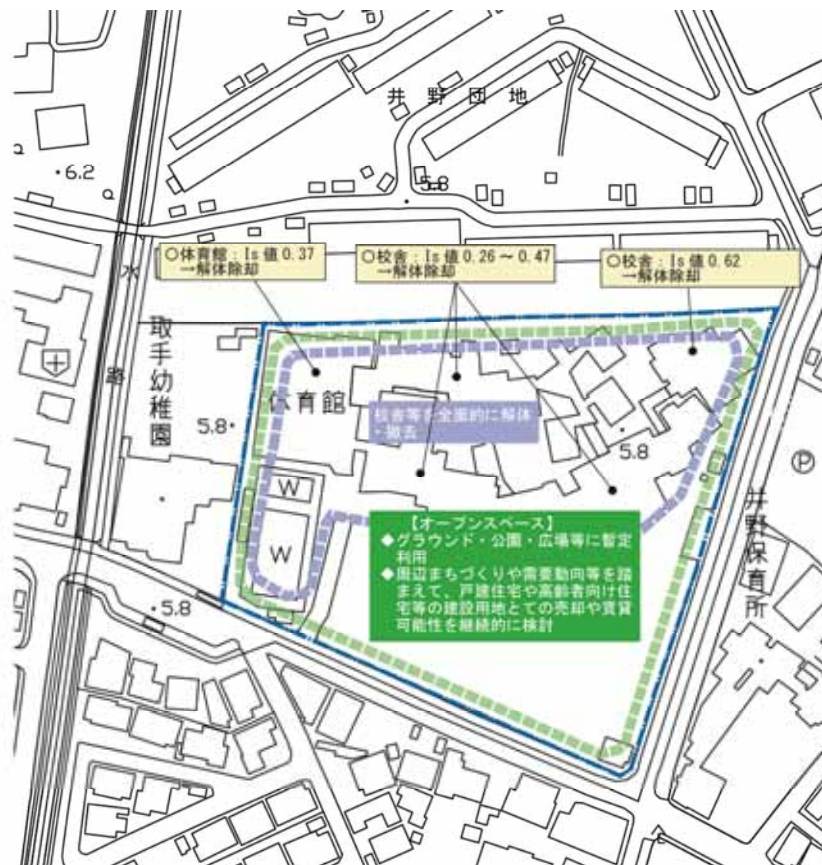 井野団地
6.2
5.8
○体育館：Is値0.37
→解体除却
○校舎：Is値0.26～0.47
→解体除却
○校舎：Is値0.62
→解体除却
水
路
取手幼稚園
体育館
5.8
校舎等を全面的に解体
・撤去
5.8
W
W
P
井野保育所
【オープンスペース】
◆グラウンド・公園・広場等に暫定
利用
◆周辺まちづくりや需要動向等を踏
まえて、戸建住宅や高齢者向け住
宅等の建設用地とての売却や賃貸
可能性を継続的に検討
5.8